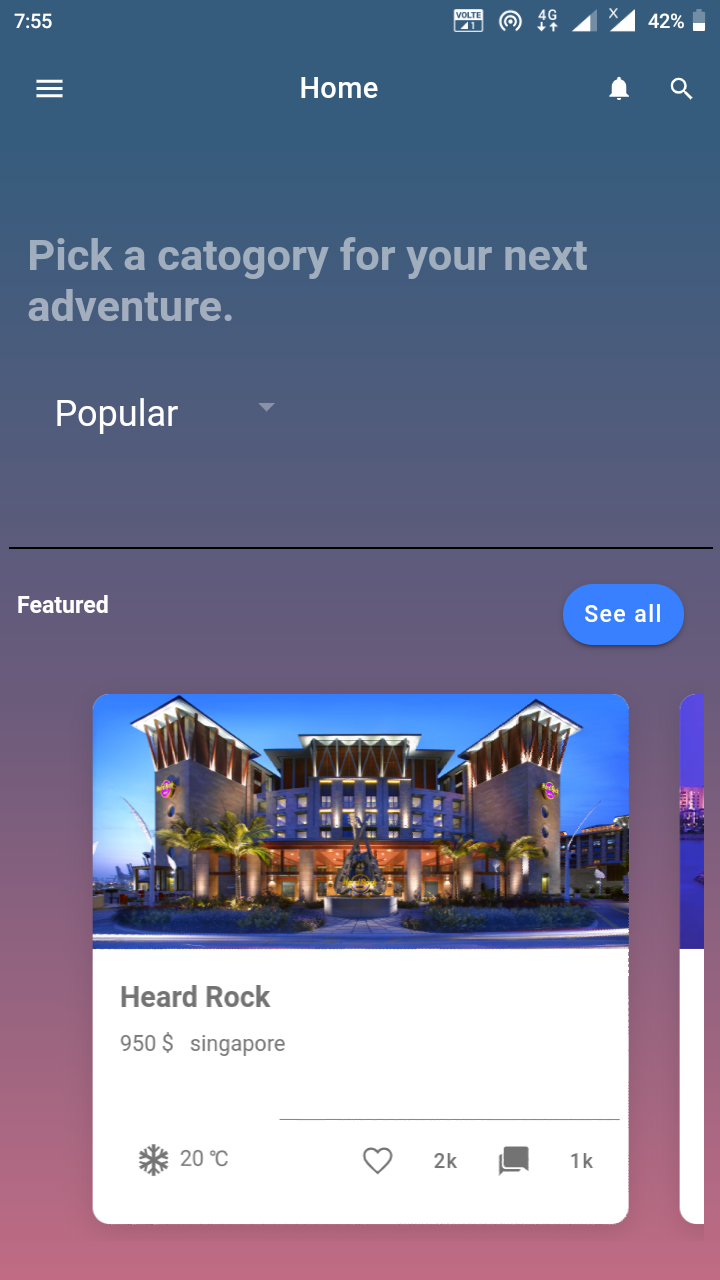 7:55
VOLTE
1
4G
X
42%
Home
Pick a catogory for your next
adventure.
Popular
Featured
See all
Heard Rock
950 $ singapore
20 ℃
2k
1k